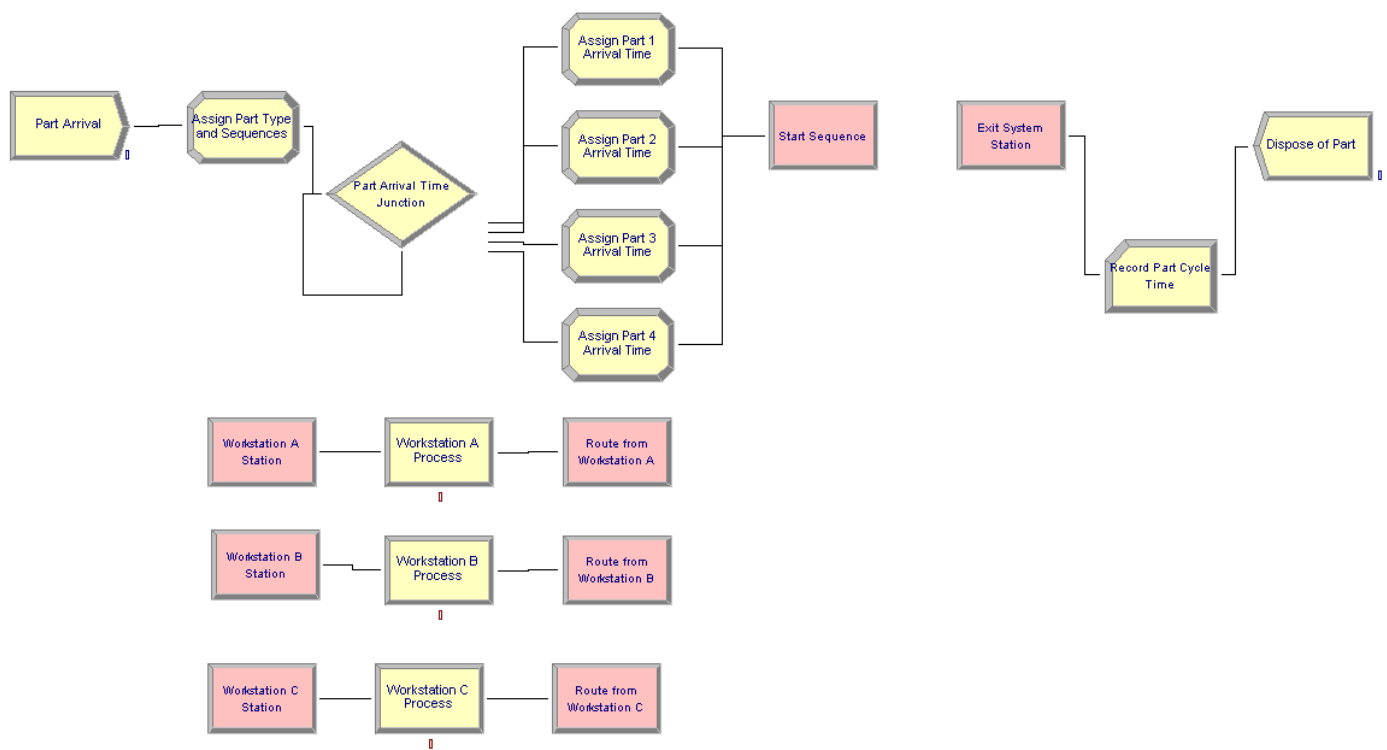 Part Arrival
Assign Part Type
and Sequences
Part Arrival Time
Junction
Assign Part 1
Arrival Time
Assign Part 2
Arrival Time
Assign Part 3
Arrival Time
Assign Part 4
Arrival Time
Start Sequence
Exit System
Station
Record Part Cycle
Time
Dispose of Part
Workstation A
Station
Workstation A
Process
Route from
Workstation A
Workstation B
Station
Workstation B
Process
Route from
Workstation B
Workstation C
Station
Workstation C
Process
Route from
Workstation C